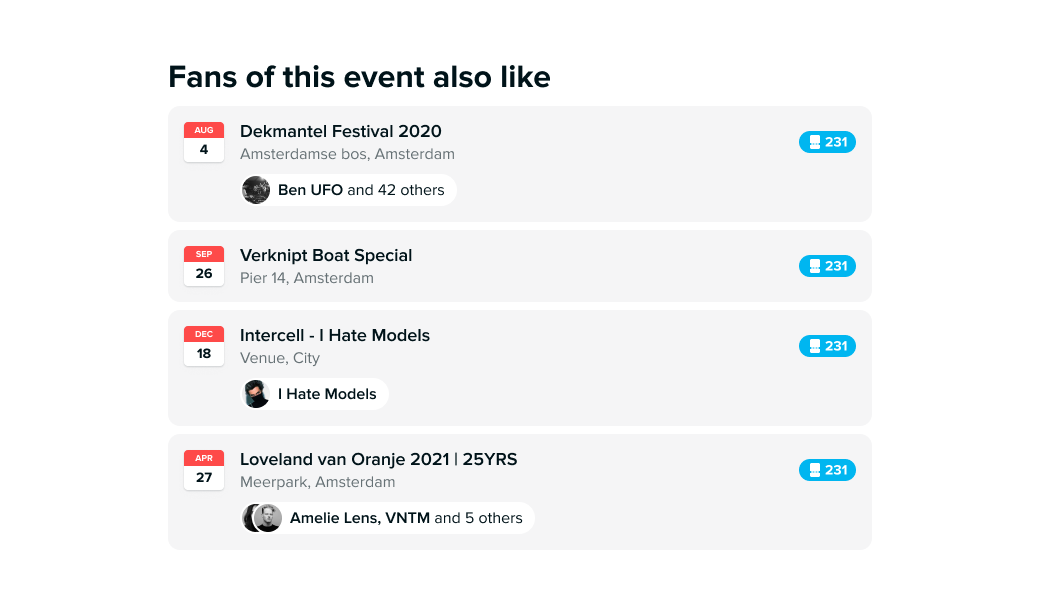 Fans of this event also like
AUG
4
Dekmantel Festival 2020
Amsterdamse bos, Amsterdam
231
Ben UFO and 42 others
SEP
26
Verknipt Boat Special
Pier 14, Amsterdam
231
DEC
18
Intercell - I Hate Models
Venue, City
231
I Hate Models
APR
27
Loveland van Oranje 2021 | 25YRS
Meerpark, Amsterdam
231
Amelie Lens, VNTM and 5 others